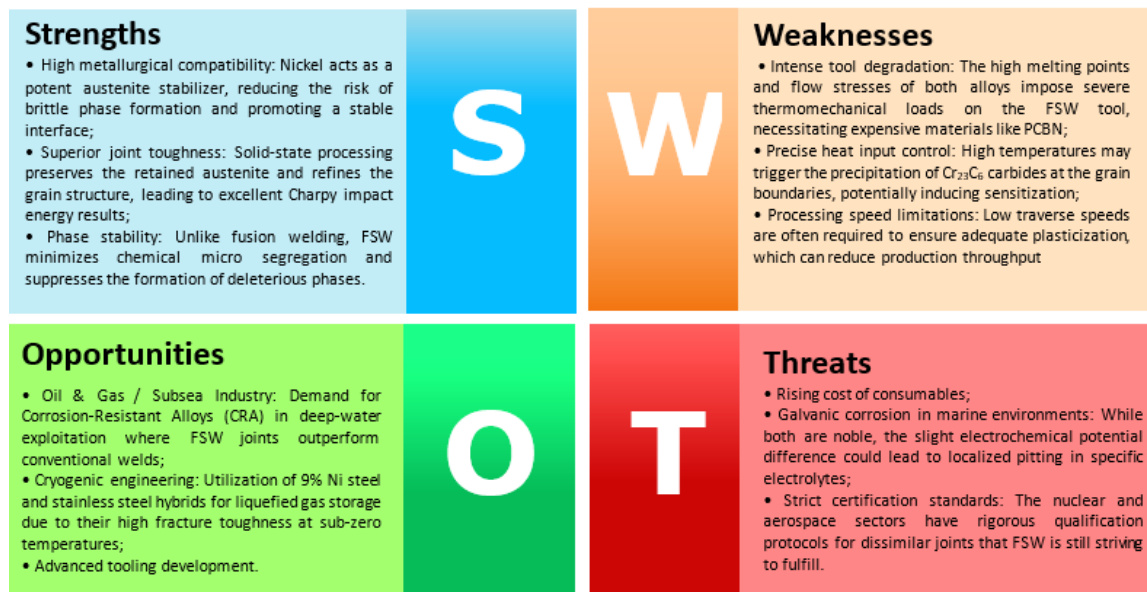 Strengths
• High metallurgical compatibility: Nickel acts as a
potent austenite stabilizer, reducing the risk of
brittle phase formation and promoting a stable
interface;
• Superior joint toughness: Solid-state processing
preserves the retained austenite and refines the
grain structure, leading to excellent Charpy impact
energy results;
• Phase stability: Unlike fusion welding, FSW
minimizes chemical micro segregation and
suppresses the formation of deleterious phases.
S
W
Weaknesses
• Intense tool degradation: The high melting points
and flow stresses of both alloys impose severe
thermomechanical loads on the FSW tool,
necessitating expensive materials like PCBN;
• Precise heat input control: High temperatures may
trigger the precipitation of Cr₂₃C₆ carbides at the grain
boundaries, potentially inducing sensitization;
• Processing speed limitations: Low traverse speeds
are often required to ensure adequate plasticization,
which can reduce production throughput
Opportunities
• Oil & Gas / Subsea Industry: Demand for
Corrosion-Resistant Alloys (CRA) in deep-water
exploitation where FSW joints outperform
conventional welds;
• Cryogenic engineering: Utilization of 9% Ni steel
and stainless steel hybrids for liquefied gas storage
due to their high fracture toughness at sub-zero
temperatures;
• Advanced tooling development.
O
T
Threats
• Rising cost of consumables;
• Galvanic corrosion in marine environments: While
both are noble, the slight electrochemical potential
difference could lead to localized pitting in specific
electrolytes;
• Strict certification standards: The nuclear and
aerospace sectors have rigorous qualification
protocols for dissimilar joints that FSW is still striving
to fulfill.